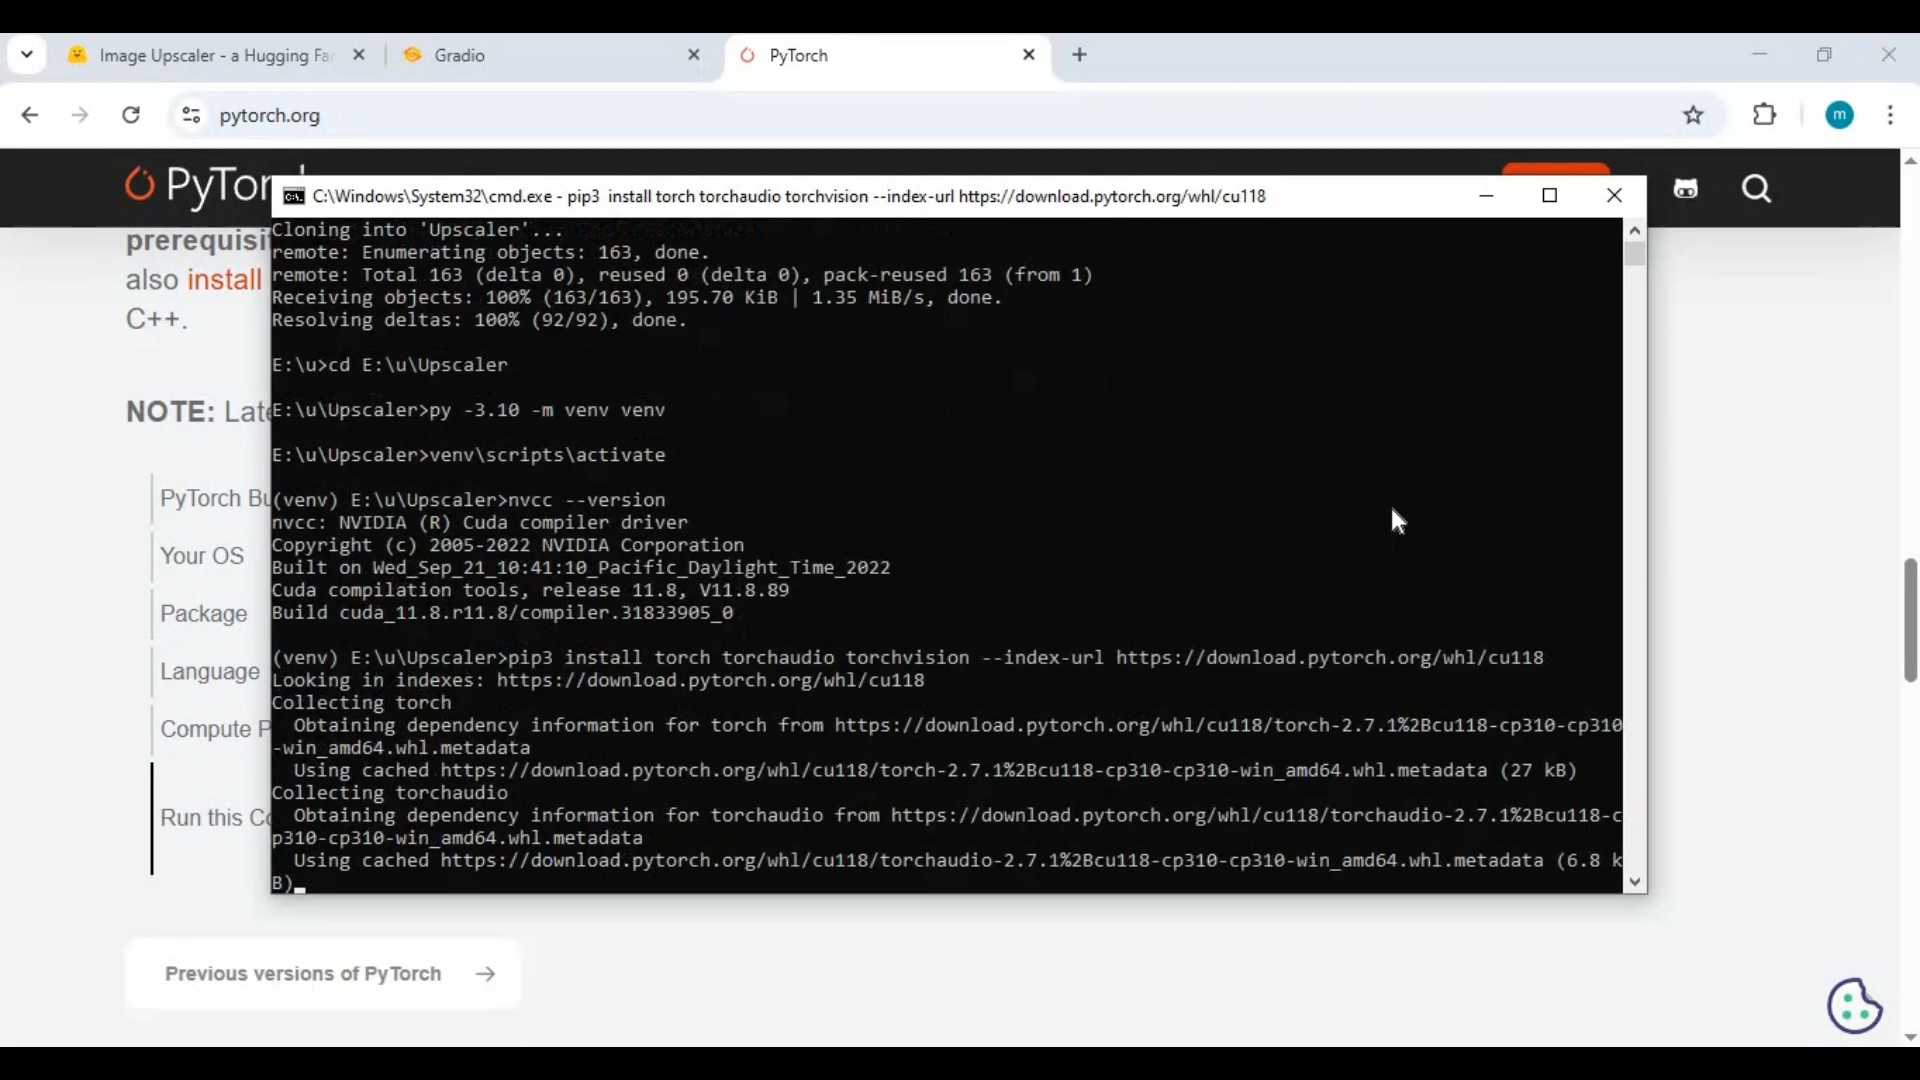 Image Upscaler - a Hugging Fa
Gradio
PyTorch
pytorch.org
m
PyTor
C:\Windows\System32\cmd.exe - pip3  install torch torchaudio torchvision --index-url https://download.pytorch.org/whl/cu118
prerequisi
also install
C++.
NOTE: Late
PyTorch Bu
Your OS
Package
Language
Compute P
Run this Co
Cloning into 'Upscaler'...
remote: Enumerating objects: 163, done.
remote: Total 163 (delta 0), reused 0 (delta 0), pack-reused 163 (from 1)
Receiving objects: 100% (163/163), 195.70 KiB | 1.35 MiB/s, done.
Resolving deltas: 100% (92/92), done.
E:\u>cd E:\u\Upscaler
E:\u\Upscaler>py -3.10 -m venv venv
E:\u\Upscaler>venv\scripts\activate
(venv) E:\u\Upscaler>nvcc --version
nvcc: NVIDIA (R) Cuda compiler driver
Copyright (c) 2005-2022 NVIDIA Corporation
Built on Wed_Sep_21_10:41:10_Pacific_Daylight_Time_2022
Cuda compilation tools, release 11.8, V11.8.89
Build cuda_11.8.r11.8/compiler.31833905_0
(venv) E:\u\Upscaler>pip3 install torch torchaudio torchvision --index-url https://download.pytorch.org/whl/cu118
Looking in indexes: https://download.pytorch.org/whl/cu118
Collecting torch
  Obtaining dependency information for torch from https://download.pytorch.org/whl/cu118/torch-2.7.1%2Bcu118-cp310-cp310
-win_amd64.whl.metadata
  Using cached https://download.pytorch.org/whl/cu118/torch-2.7.1%2Bcu118-cp310-cp310-win_amd64.whl.metadata (27 kB)
Collecting torchaudio
  Obtaining dependency information for torchaudio from https://download.pytorch.org/whl/cu118/torchaudio-2.7.1%2Bcu118-c
p310-cp310-win_amd64.whl.metadata
  Using cached https://download.pytorch.org/whl/cu118/torchaudio-2.7.1%2Bcu118-cp310-cp310-win_amd64.whl.metadata (6.8 k
B)
Previous versions of PyTorch